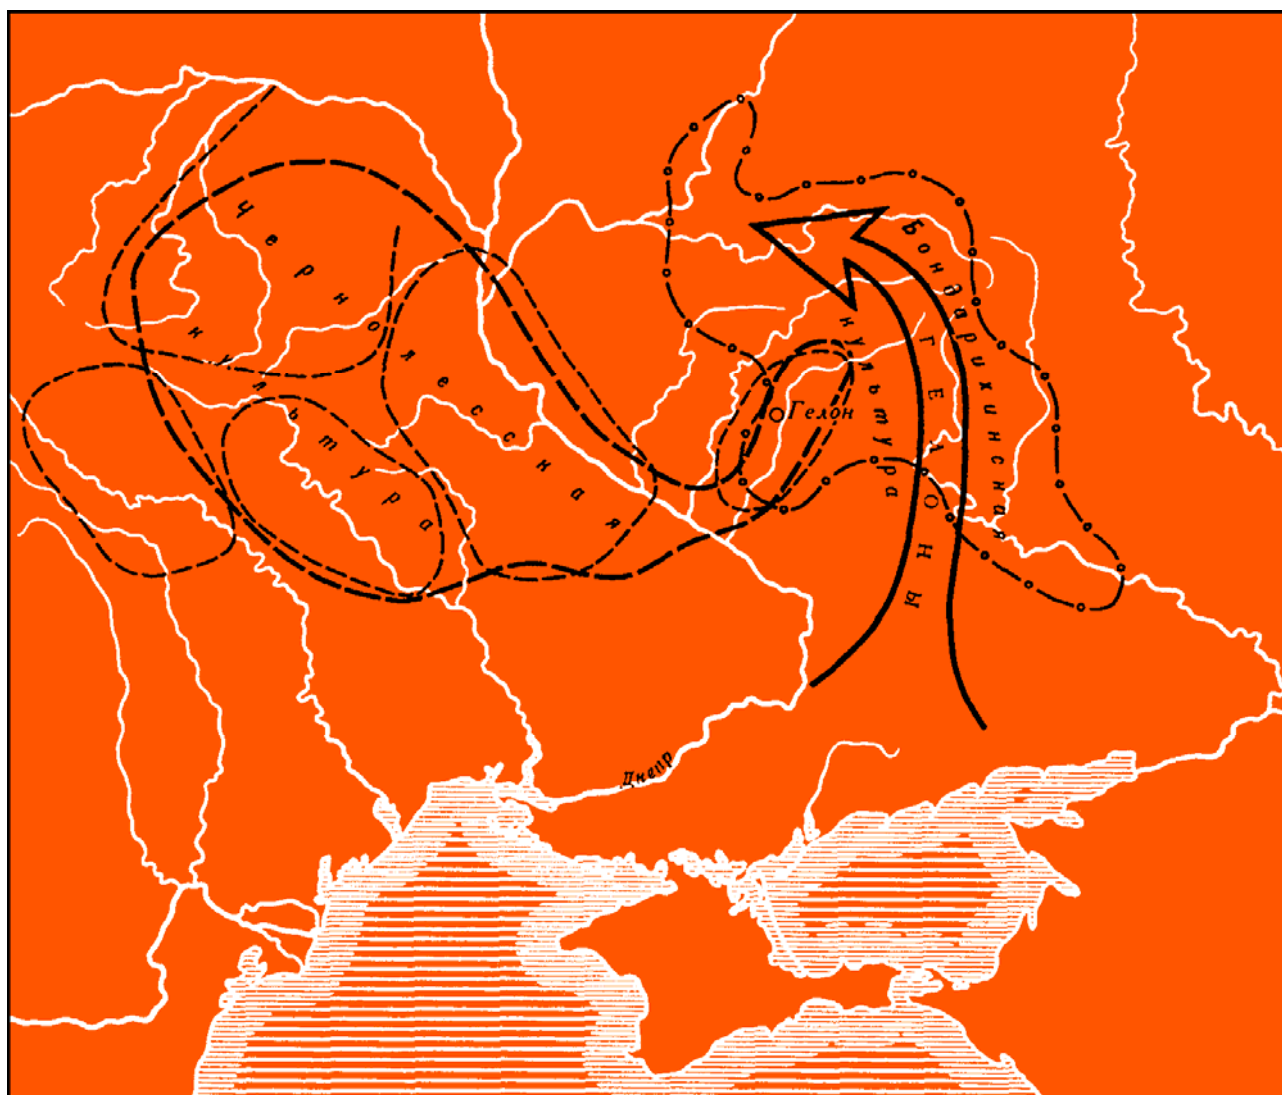 Чернолесская
культура
Бондарихинская
культура
ГЕЛОНЫ
Гелон
Днепр